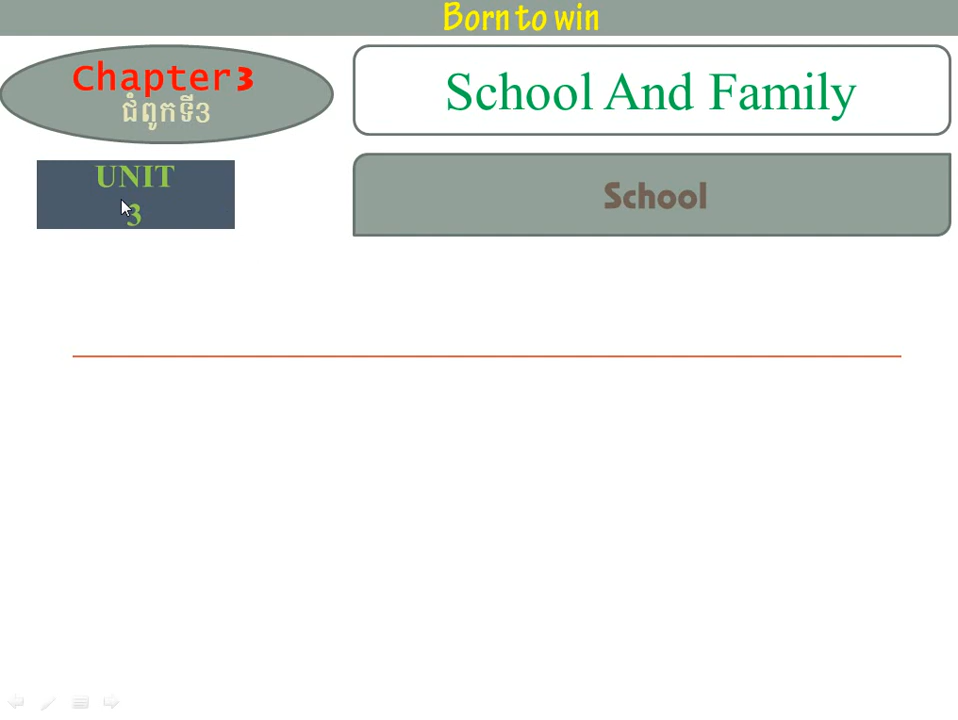 Born to win
Chapter3
ជំពូកទី3
School And Family
UNIT
3
School